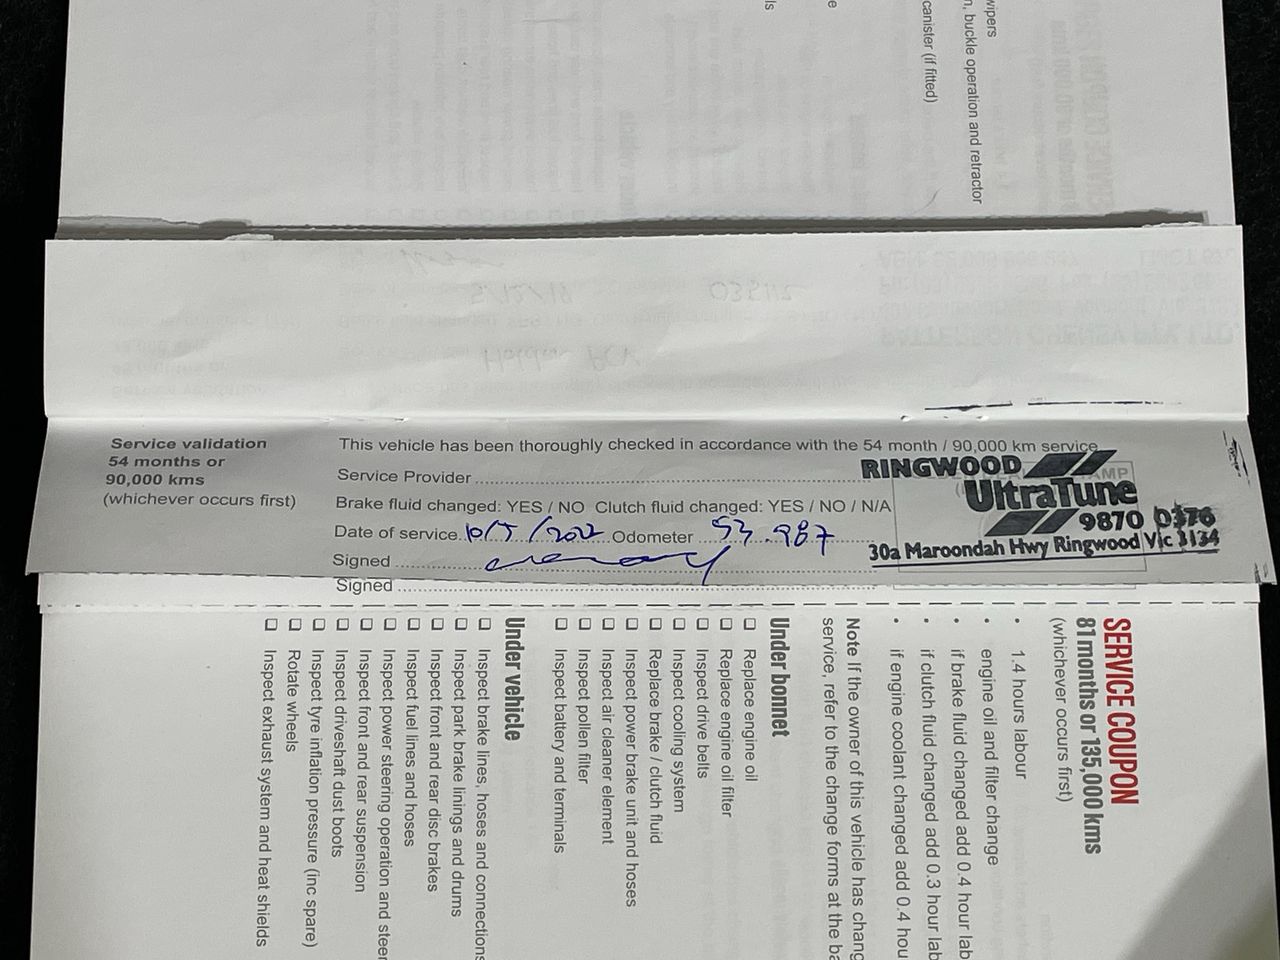 wipers
n, buckle operation and retractor
canister (if fitted)
e
ls
Service validation
54 months or
90,000 kms
(whichever occurs first)
This vehicle has been thoroughly checked in accordance with the 54 month / 90,000 km service
Service Provider
Brake fluid changed: YES / NO Clutch fluid changed: YES / NO / N/A
Date of service 10/5/2022 Odometer 53.987
Signed
Signed
RINGWOOD
UltraTune
9870 0376
30a Maroondah Hwy Ringwood Vic 3134
SERVICE COUPON
81 months or 135,000 kms
(whichever occurs first)
• 1.4 hours labour
• engine oil and filter change
• if brake fluid changed add 0.4 hour lab
• if clutch fluid changed add 0.3 hour lab
• if engine coolant changed add 0.4 hou
Note If the owner of this vehicle has chang
service, refer to the change forms at the ba
Under bonnet
❑ Replace engine oil
❑ Replace engine oil filter
❑ Inspect drive belts
❑ Inspect cooling system
❑ Replace brake / clutch fluid
❑ Inspect power brake unit and hoses
❑ Inspect air cleaner element
❑ Inspect pollen filter
❑ Inspect battery and terminals
Under vehicle
❑ Inspect brake lines, hoses and connections
❑ Inspect park brake linings and drums
❑ Inspect front and rear disc brakes
❑ Inspect fuel lines and hoses
❑ Inspect power steering operation and steer
❑ Inspect front and rear suspension
❑ Inspect driveshaft dust boots
❑ Inspect tyre inflation pressure (inc spare)
❑ Rotate wheels
❑ Inspect exhaust system and heat shields